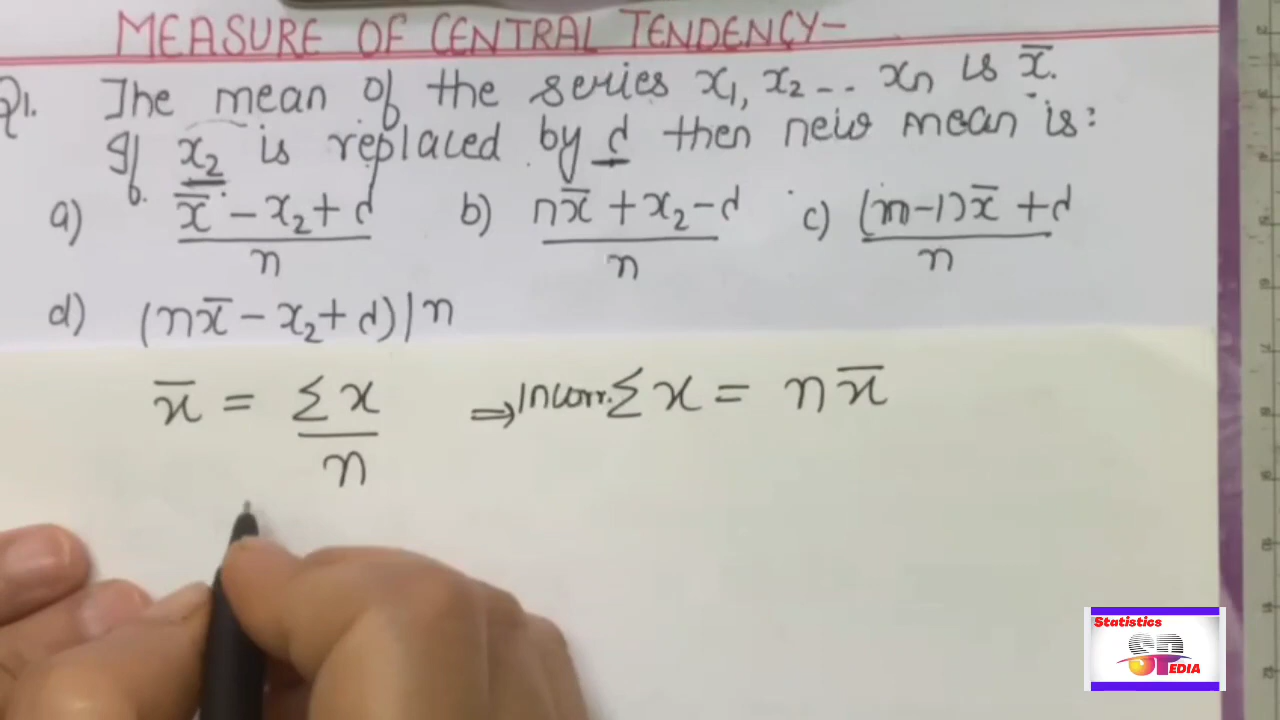 MEASURE OF CENTRAL TENDENCY-
Q1. The mean of the series x₁, x₂ -.. xn is x̅.
If x₂ is replaced by d then new mean is:
a) (x̅ - x₂ + d)/n b) (nx̅ + x₂ - d)/n c) ((n-1)x̅ + d)/n
d) (nx̅ - x₂ + d)|n
x̅ = Σx/n ⇒ Incorr. Σx = nx̅
Statistics
PEDIA